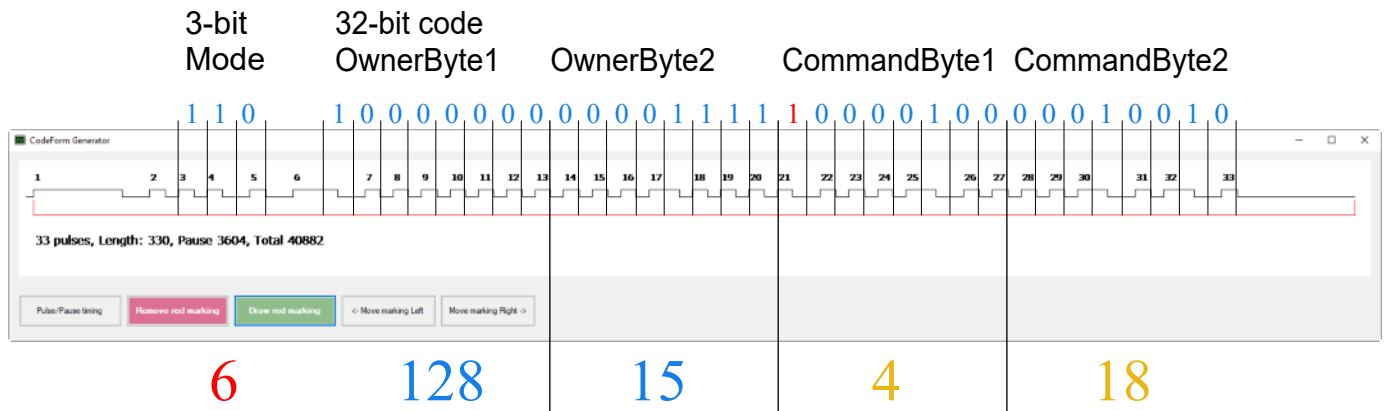 3-bit 32-bit code
Mode OwnerByte1 OwnerByte2 CommandByte1 CommandByte2
1 1 0 1 0 0 0 0 0 0 0 0 0 0 0 1 1 1 1 1 0 0 0 0 1 0 0 0 0 0 1 0 0 1 0
CodeForm Generator
1 2 3 4 5 6 7 8 9 10 11 12 13 14 15 16 17 18 19 20 21 22 23 24 25 26 27 28 29 30 31 32 33
33 pulses, Length: 330, Pause 3604, Total 40882
Pulse/Pause timing Remove red marking Draw red marking <- Move marking Left Move marking Right ->
6 128 15 4 18